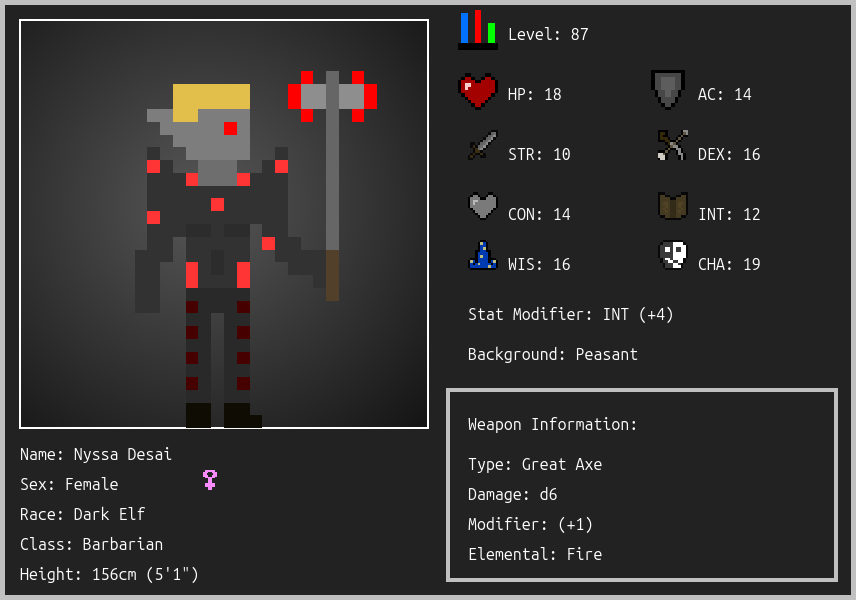 Level: 87
HP: 18
AC: 14
STR: 10
DEX: 16
CON: 14
INT: 12
WIS: 16
CHA: 19
Stat Modifier: INT (+4)
Background: Peasant
Weapon Information:
Type: Great Axe
Damage: d6
Modifier: (+1)
Elemental: Fire
Name: Nyssa Desai
Sex: Female
Race: Dark Elf
Class: Barbarian
Height: 156cm (5'1")